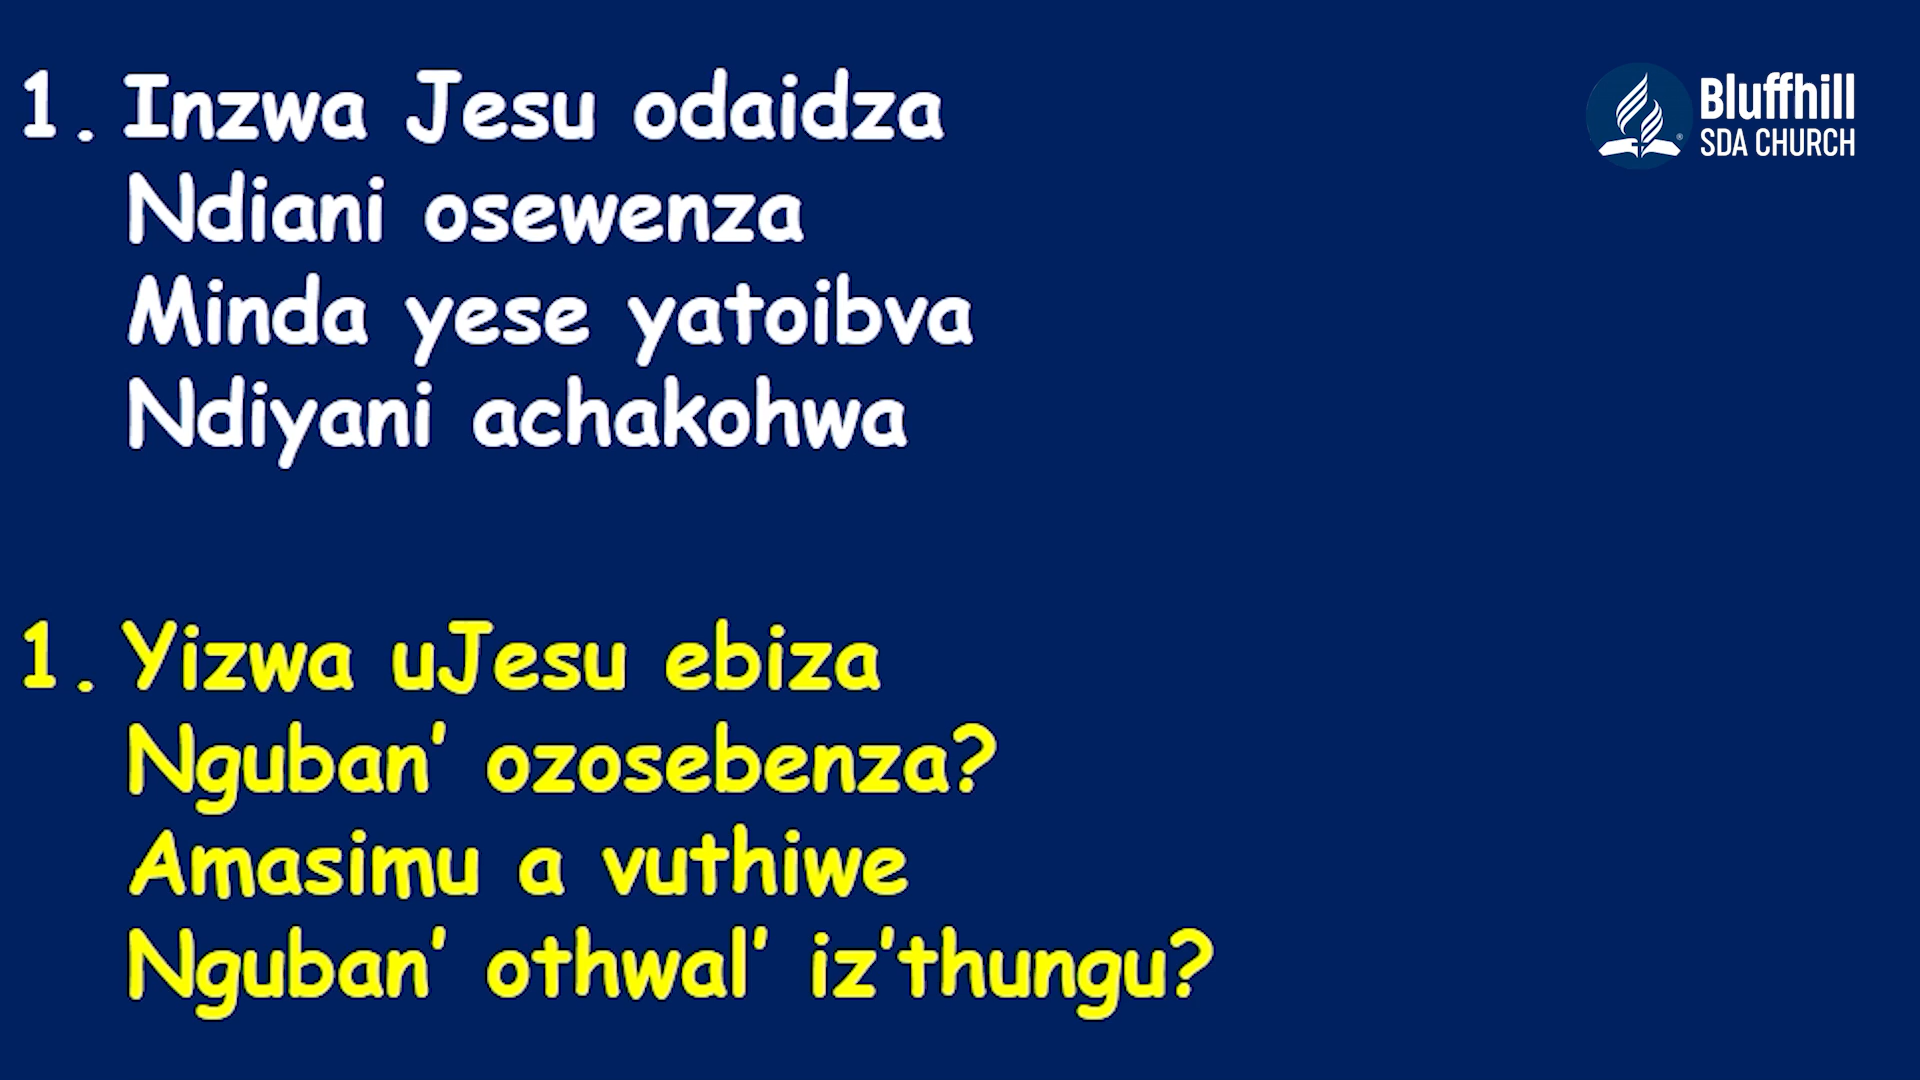 1. Inzwa Jesu odaidza
Ndiani osewenza
Minda yese yatoibva
Ndiyani achakohwa
Bluffhill
SDA CHURCH
1. Yizwa uJesu ebiza
Nguban’ ozosebenza?
Amasimu a vuthiwe
Nguban’ othwal’ iz’thungu?